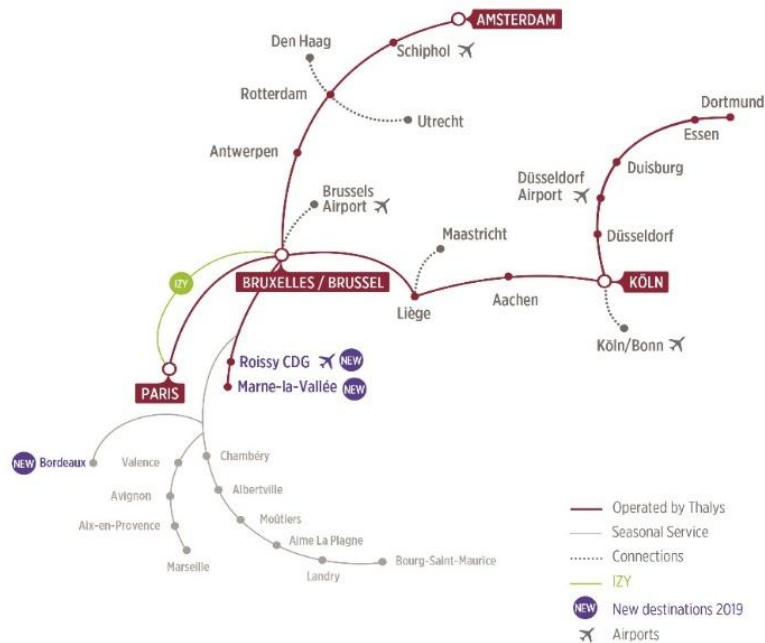 AMSTERDAM
Den Haag
Schiphol
Rotterdam
Utrecht
Antwerpen
Dortmund
Essen
Duisburg
Düsseldorf
Airport
Düsseldorf
Brussels
Airport
Maastricht
IZY
BRUXELLES / BRUSSEL
Liège
Aachen
KÖLN
Köln/Bonn
Roissy CDG NEW
Marne-la-Vallée NEW
PARIS
NEW Bordeaux
Valence
Avignon
Aix-en-Provence
Marseille
Chambéry
Albertville
Moûtiers
Aime La Plagne
Landry
Bourg-Saint-Maurice
Operated by Thalys
Seasonal Service
Connections
IZY
NEW New destinations 2019
Airports